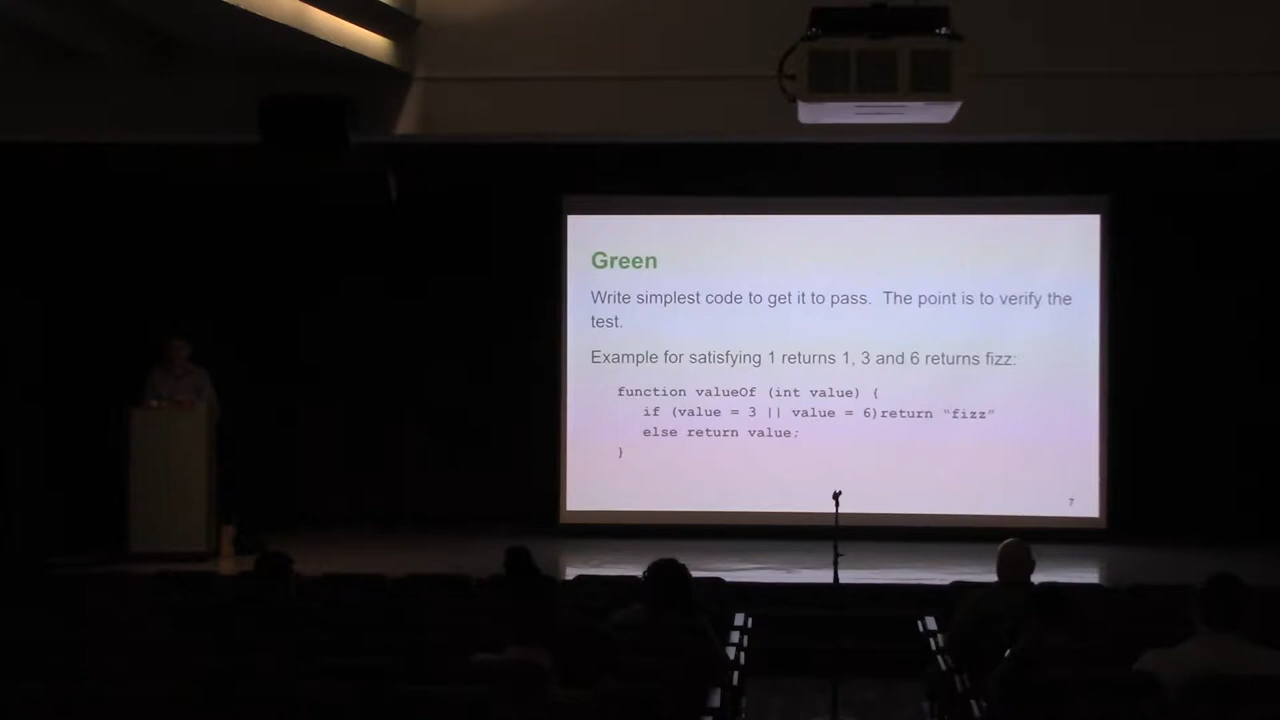 Green
Write simplest code to get it to pass.  The point is to verify the
test.
Example for satisfying 1 returns 1, 3 and 6 returns fizz:
function valueOf (int value) {
if (value = 3 || value = 6)return “fizz”
else return value;
}
7